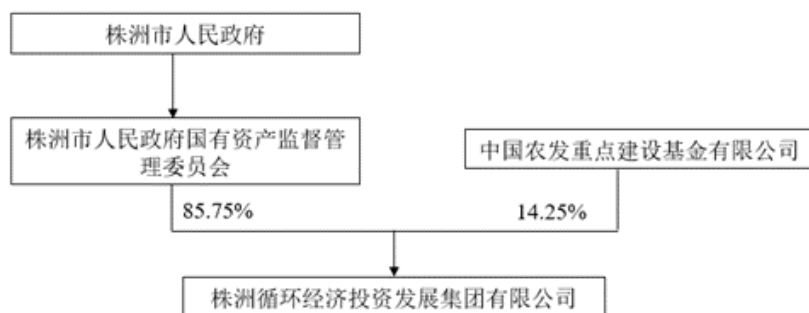 株洲市人民政府
株洲市人民政府国有资产监督管
理委员会
中国农发重点建设基金有限公司
85.75%
14.25%
株洲循环经济投资发展集团有限公司